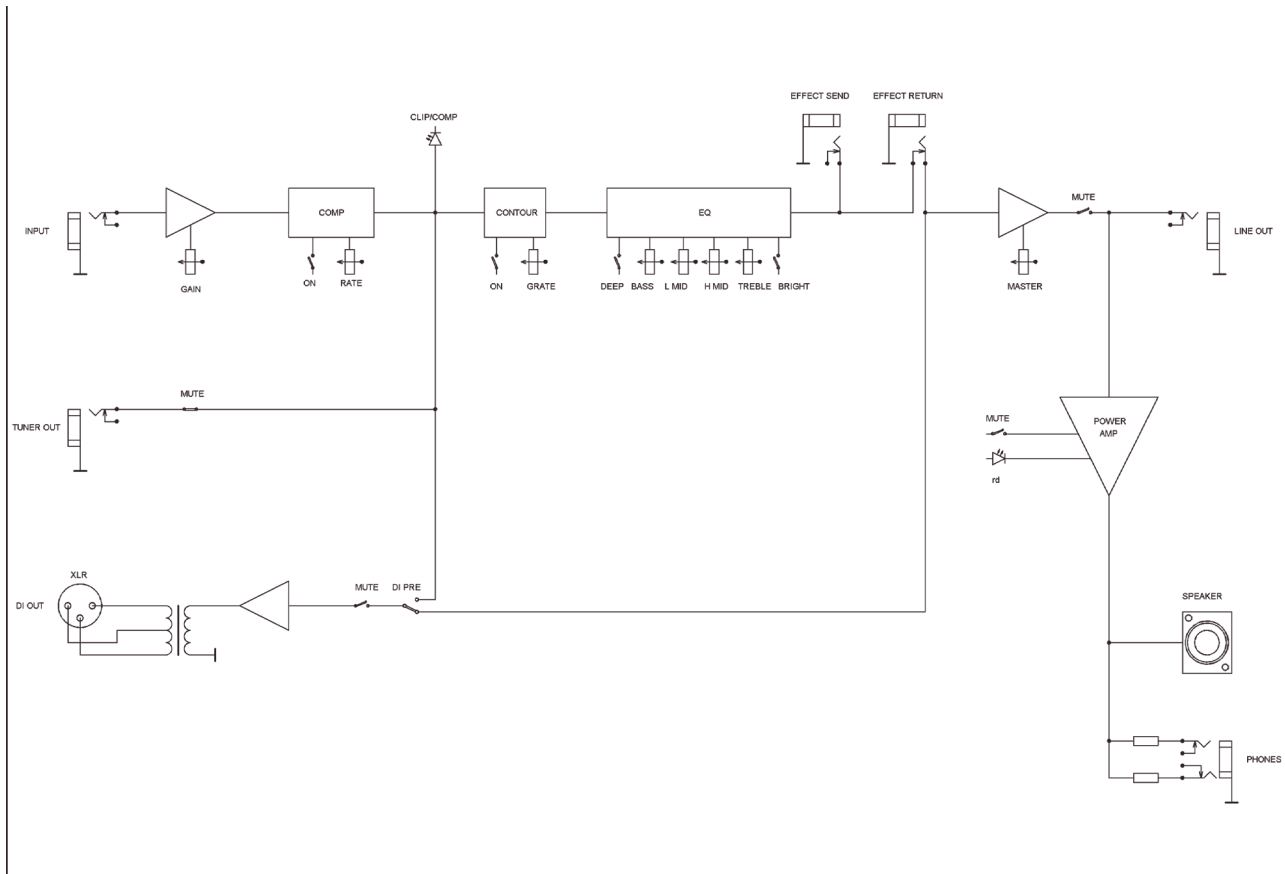 EFFECT SEND
EFFECT RETURN
CLIP/COMP
INPUT
COMP
CONTOUR
EQ
MUTE
LINE OUT
GAIN
ON
RATE
ON
GRATE
DEEP
BASS
L MID
H MID
TREBLE
BRIGHT
MASTER
TUNER OUT
MUTE
MUTE
POWER
AMP
rd
XLR
DI OUT
MUTE
DI PRE
SPEAKER
PHONES